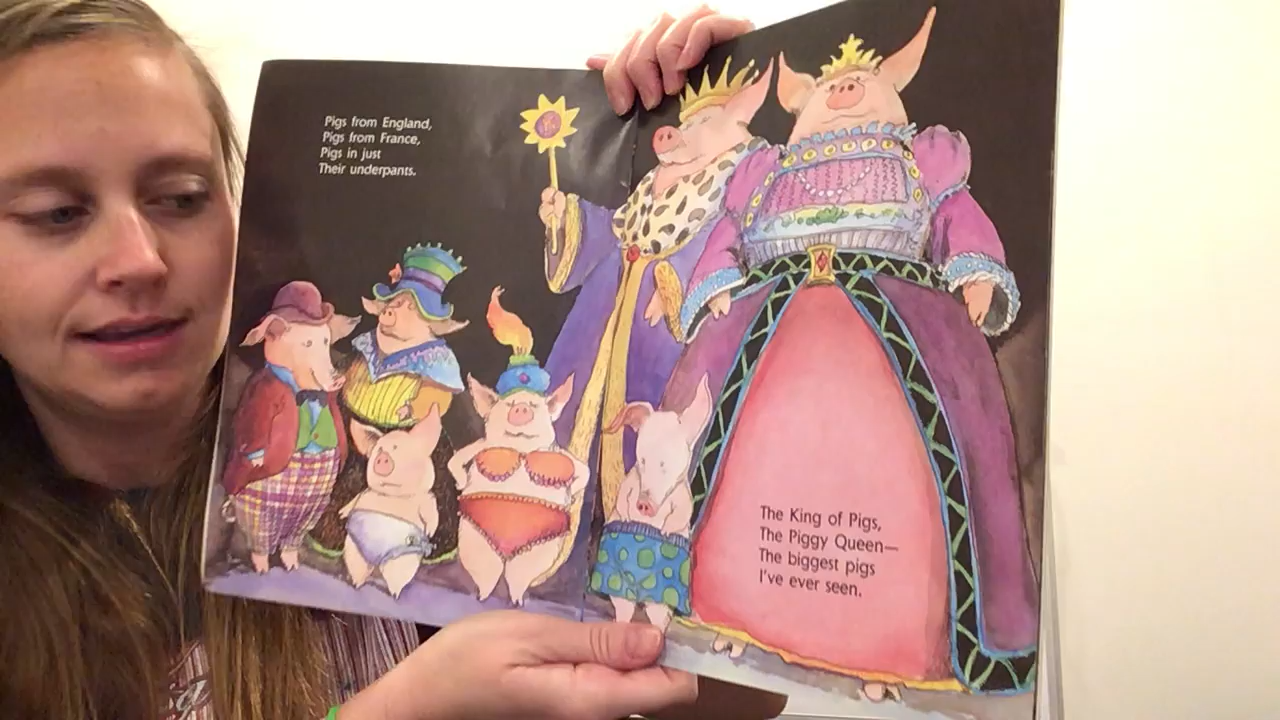 Pigs from England,
Pigs from France,
Pigs in just
Their underpants.
The King of Pigs,
The Piggy Queen—
The biggest pigs
I've ever seen.